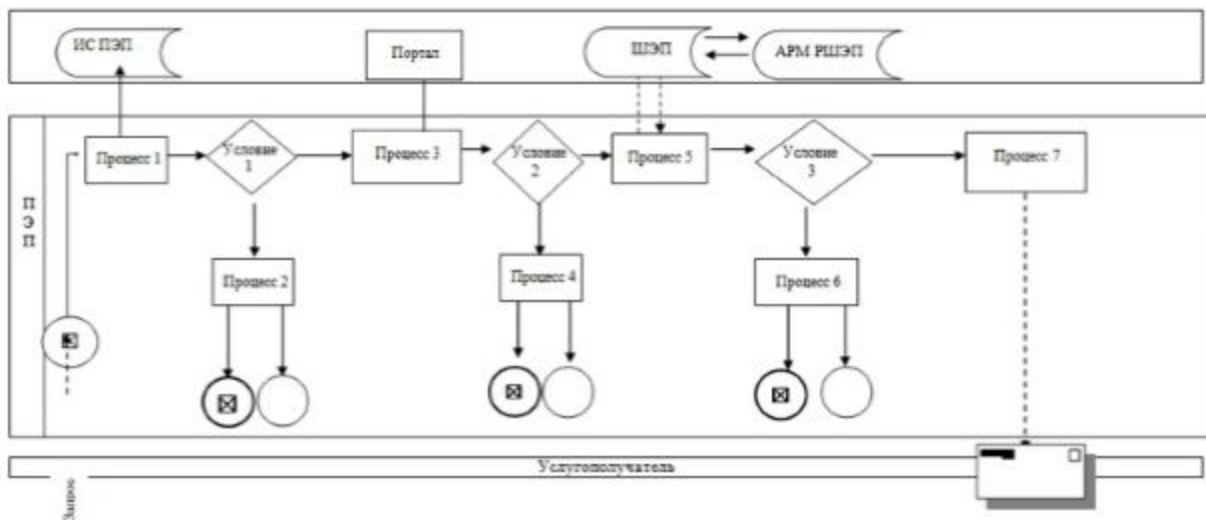 ИС ПЭП
Портал
ШЭП
АРМ РШЭП
ПЭП
Процесс 1
Условие
1
Процесс 3
Условие
2
Процесс 5
Условие
3
Процесс 7
Процесс 2
Процесс 4
Процесс 6
Услугополучатель
Запрос